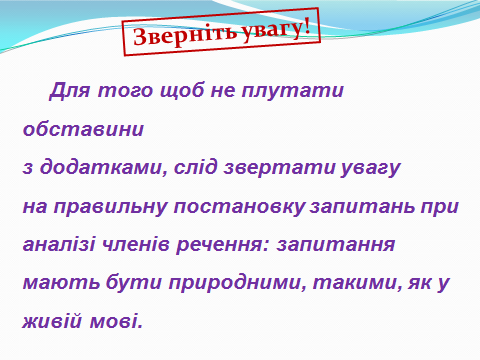 Зверніть увагу!
Для того щоб не плутати
обставини
з додатками, слід звертати увагу
на правильну постановку запитань при
аналізі членів речення: запитання
мають бути природними, такими, як у
живій мові.